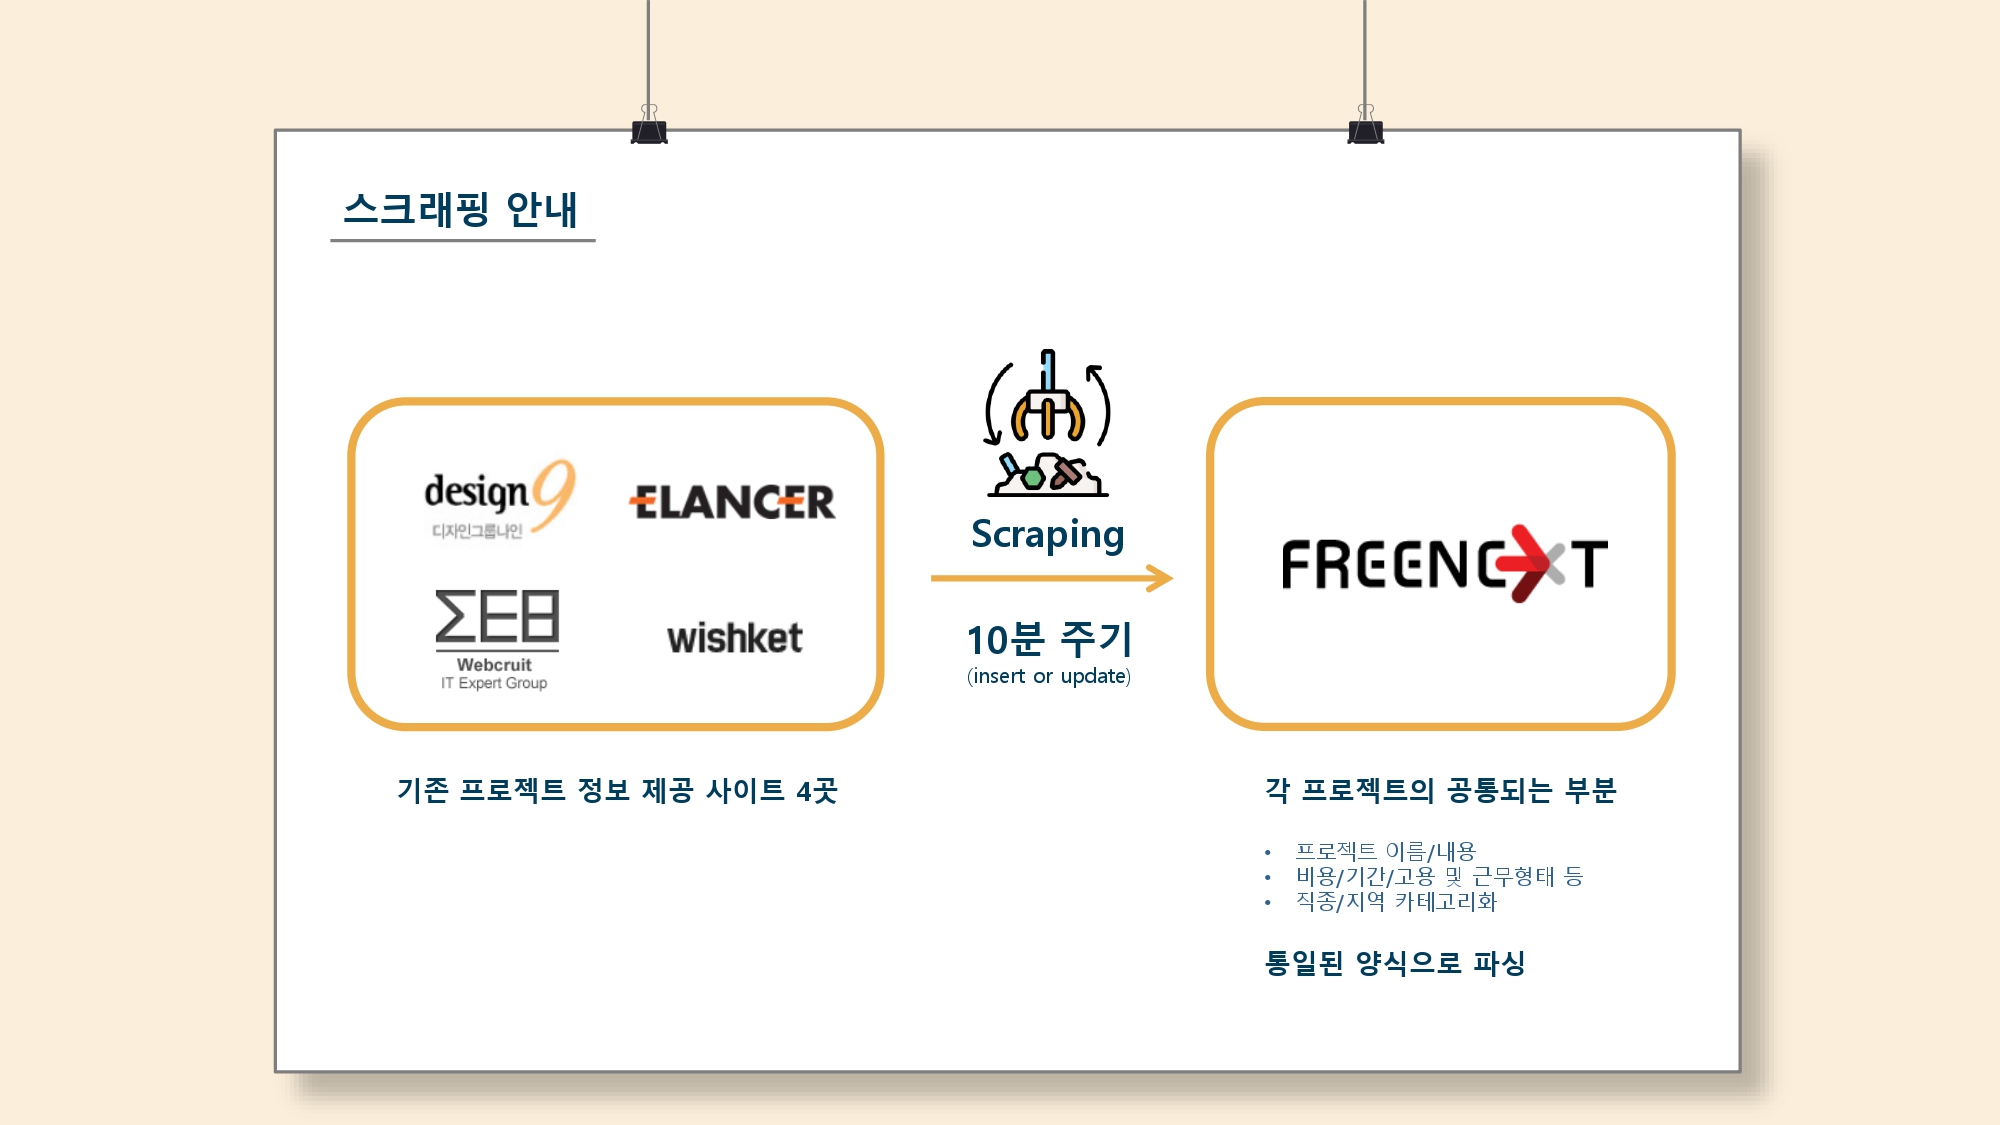 스크래핑 안내
design9
디자인그룹나인
ELANCER
WEB
Webcruit
IT Expert Group
wishket
Scraping
10분 주기
(insert or update)
FREENEXT
기존 프로젝트 정보 제공 사이트 4곳
각 프로젝트의 공통되는 부분
• 프로젝트 이름/내용
• 비용/기간/고용 및 근무형태 등
• 직종/지역 카테고리화
통일된 양식으로 파싱